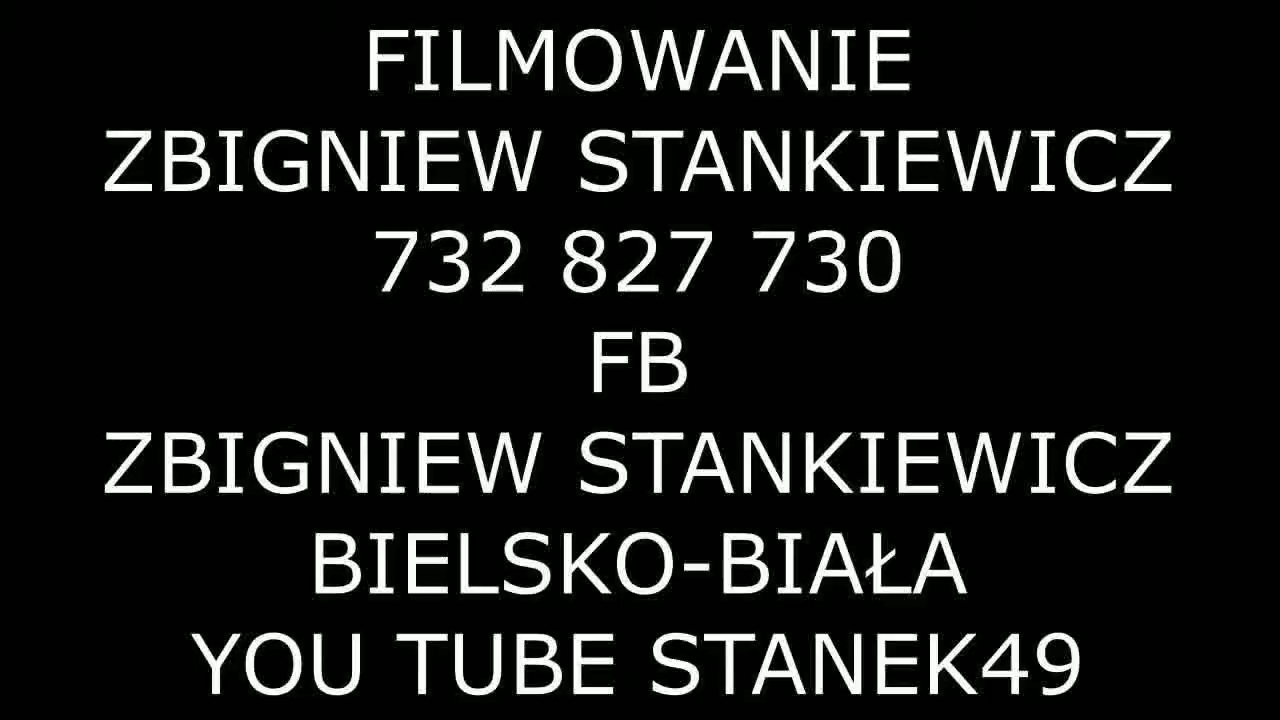 FILMOWANIE
ZBIGNIEW STANKIEWICZ
732 827 730
FB
ZBIGNIEW STANKIEWICZ
BIELSKO-BIAŁA
YOU TUBE STANEK49